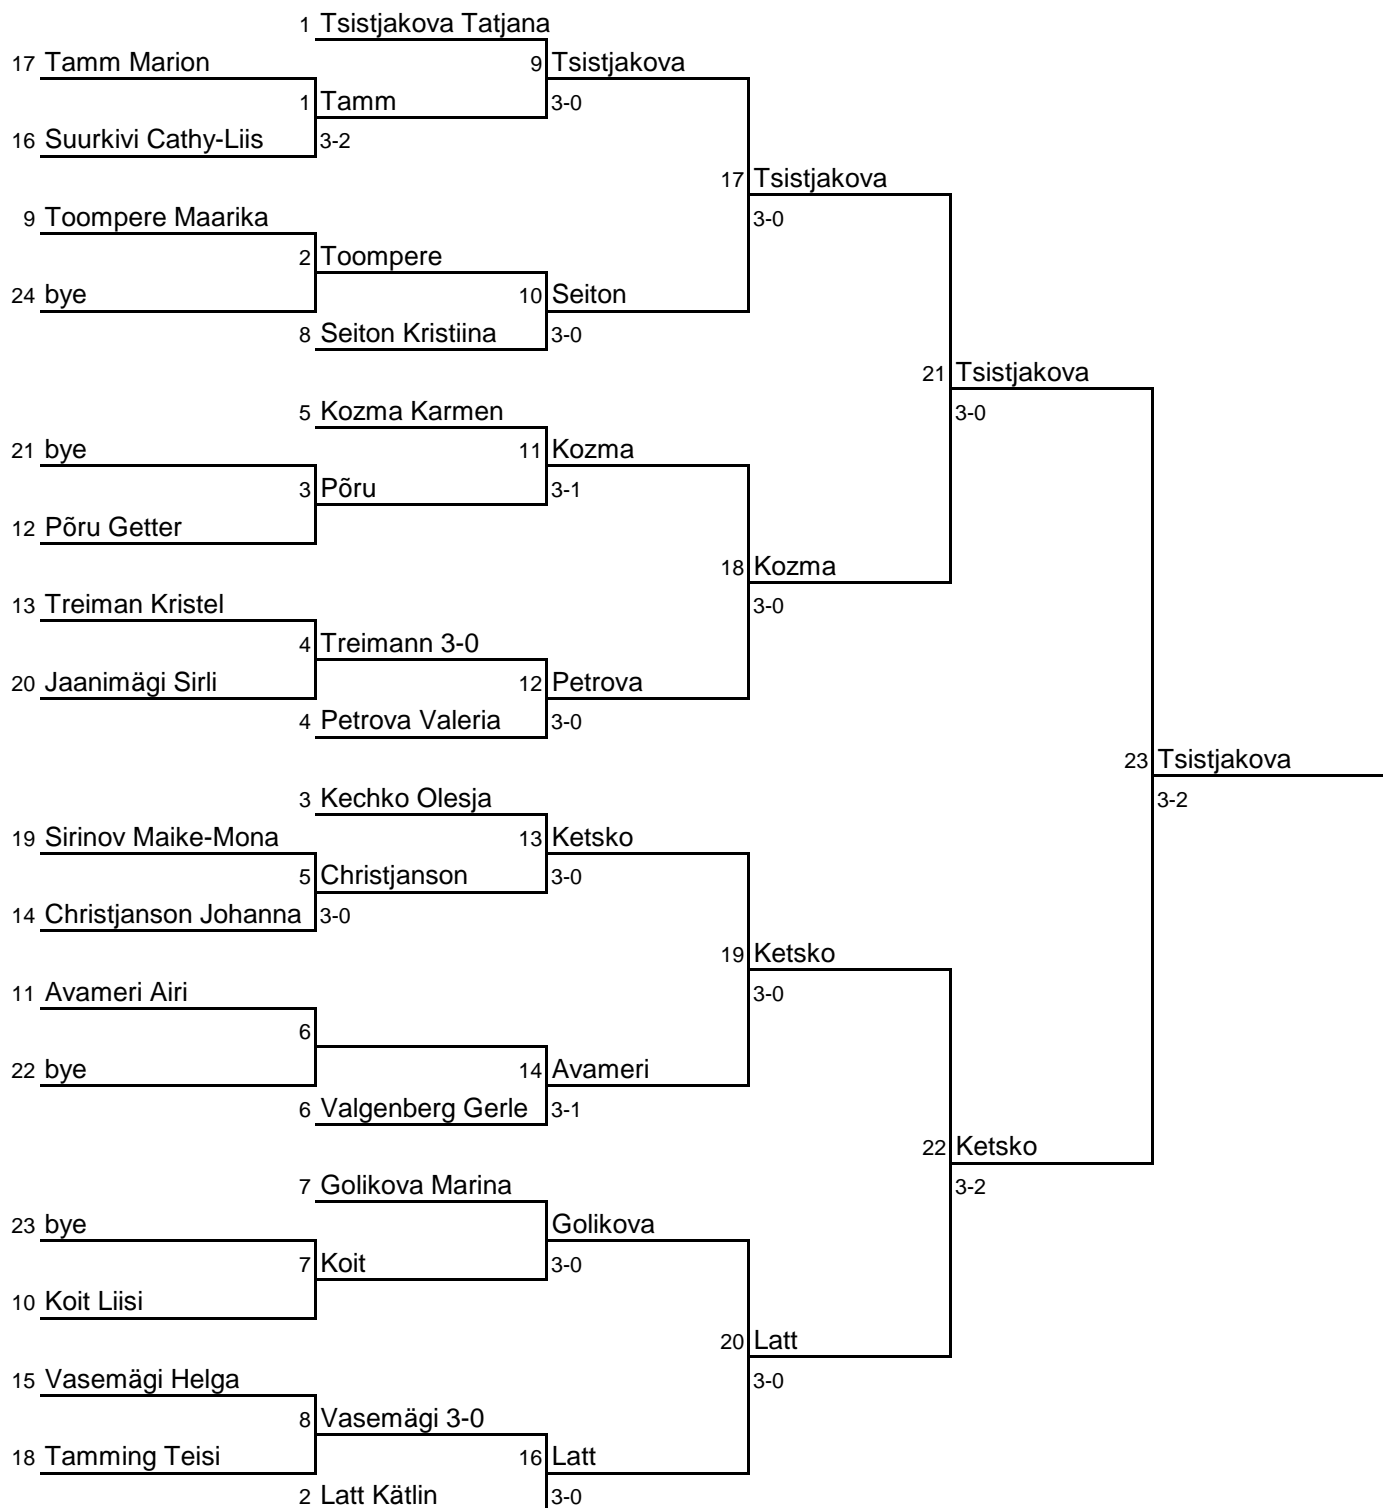 1 Tsistjakova Tatjana
17 Tamm Marion 9 Tsistjakova
1 Tamm 3-0
16 Suurkivi Cathy-Liis 3-2
17 Tsistjakova
9 Toompere Maarika 3-0
2 Toompere
24 bye 10 Seiton
8 Seiton Kristiina 3-0
21 Tsistjakova
5 Kozma Karmen 3-0
21 bye 11 Kozma
3 Põru 3-1
12 Põru Getter
18 Kozma
13 Treiman Kristel 3-0
4 Treimann 3-0
20 Jaanimägi Sirli 12 Petrova
4 Petrova Valeria 3-0
23 Tsistjakova
3 Kechko Olesja 3-2
19 Sirinov Maike-Mona 13 Ketsko
5 Christjanson 3-0
14 Christjanson Johanna 3-0
19 Ketsko
11 Avameri Airi 3-0
6
22 bye 14 Avameri
6 Valgenberg Gerle 3-1
22 Ketsko
7 Golikova Marina 3-2
23 bye Golikova
7 Koit 3-0
10 Koit Liisi
20 Latt
15 Vasemägi Helga 3-0
8 Vasemägi 3-0
18 Tamming Teisi 16 Latt
2 Latt Kätlin 3-0